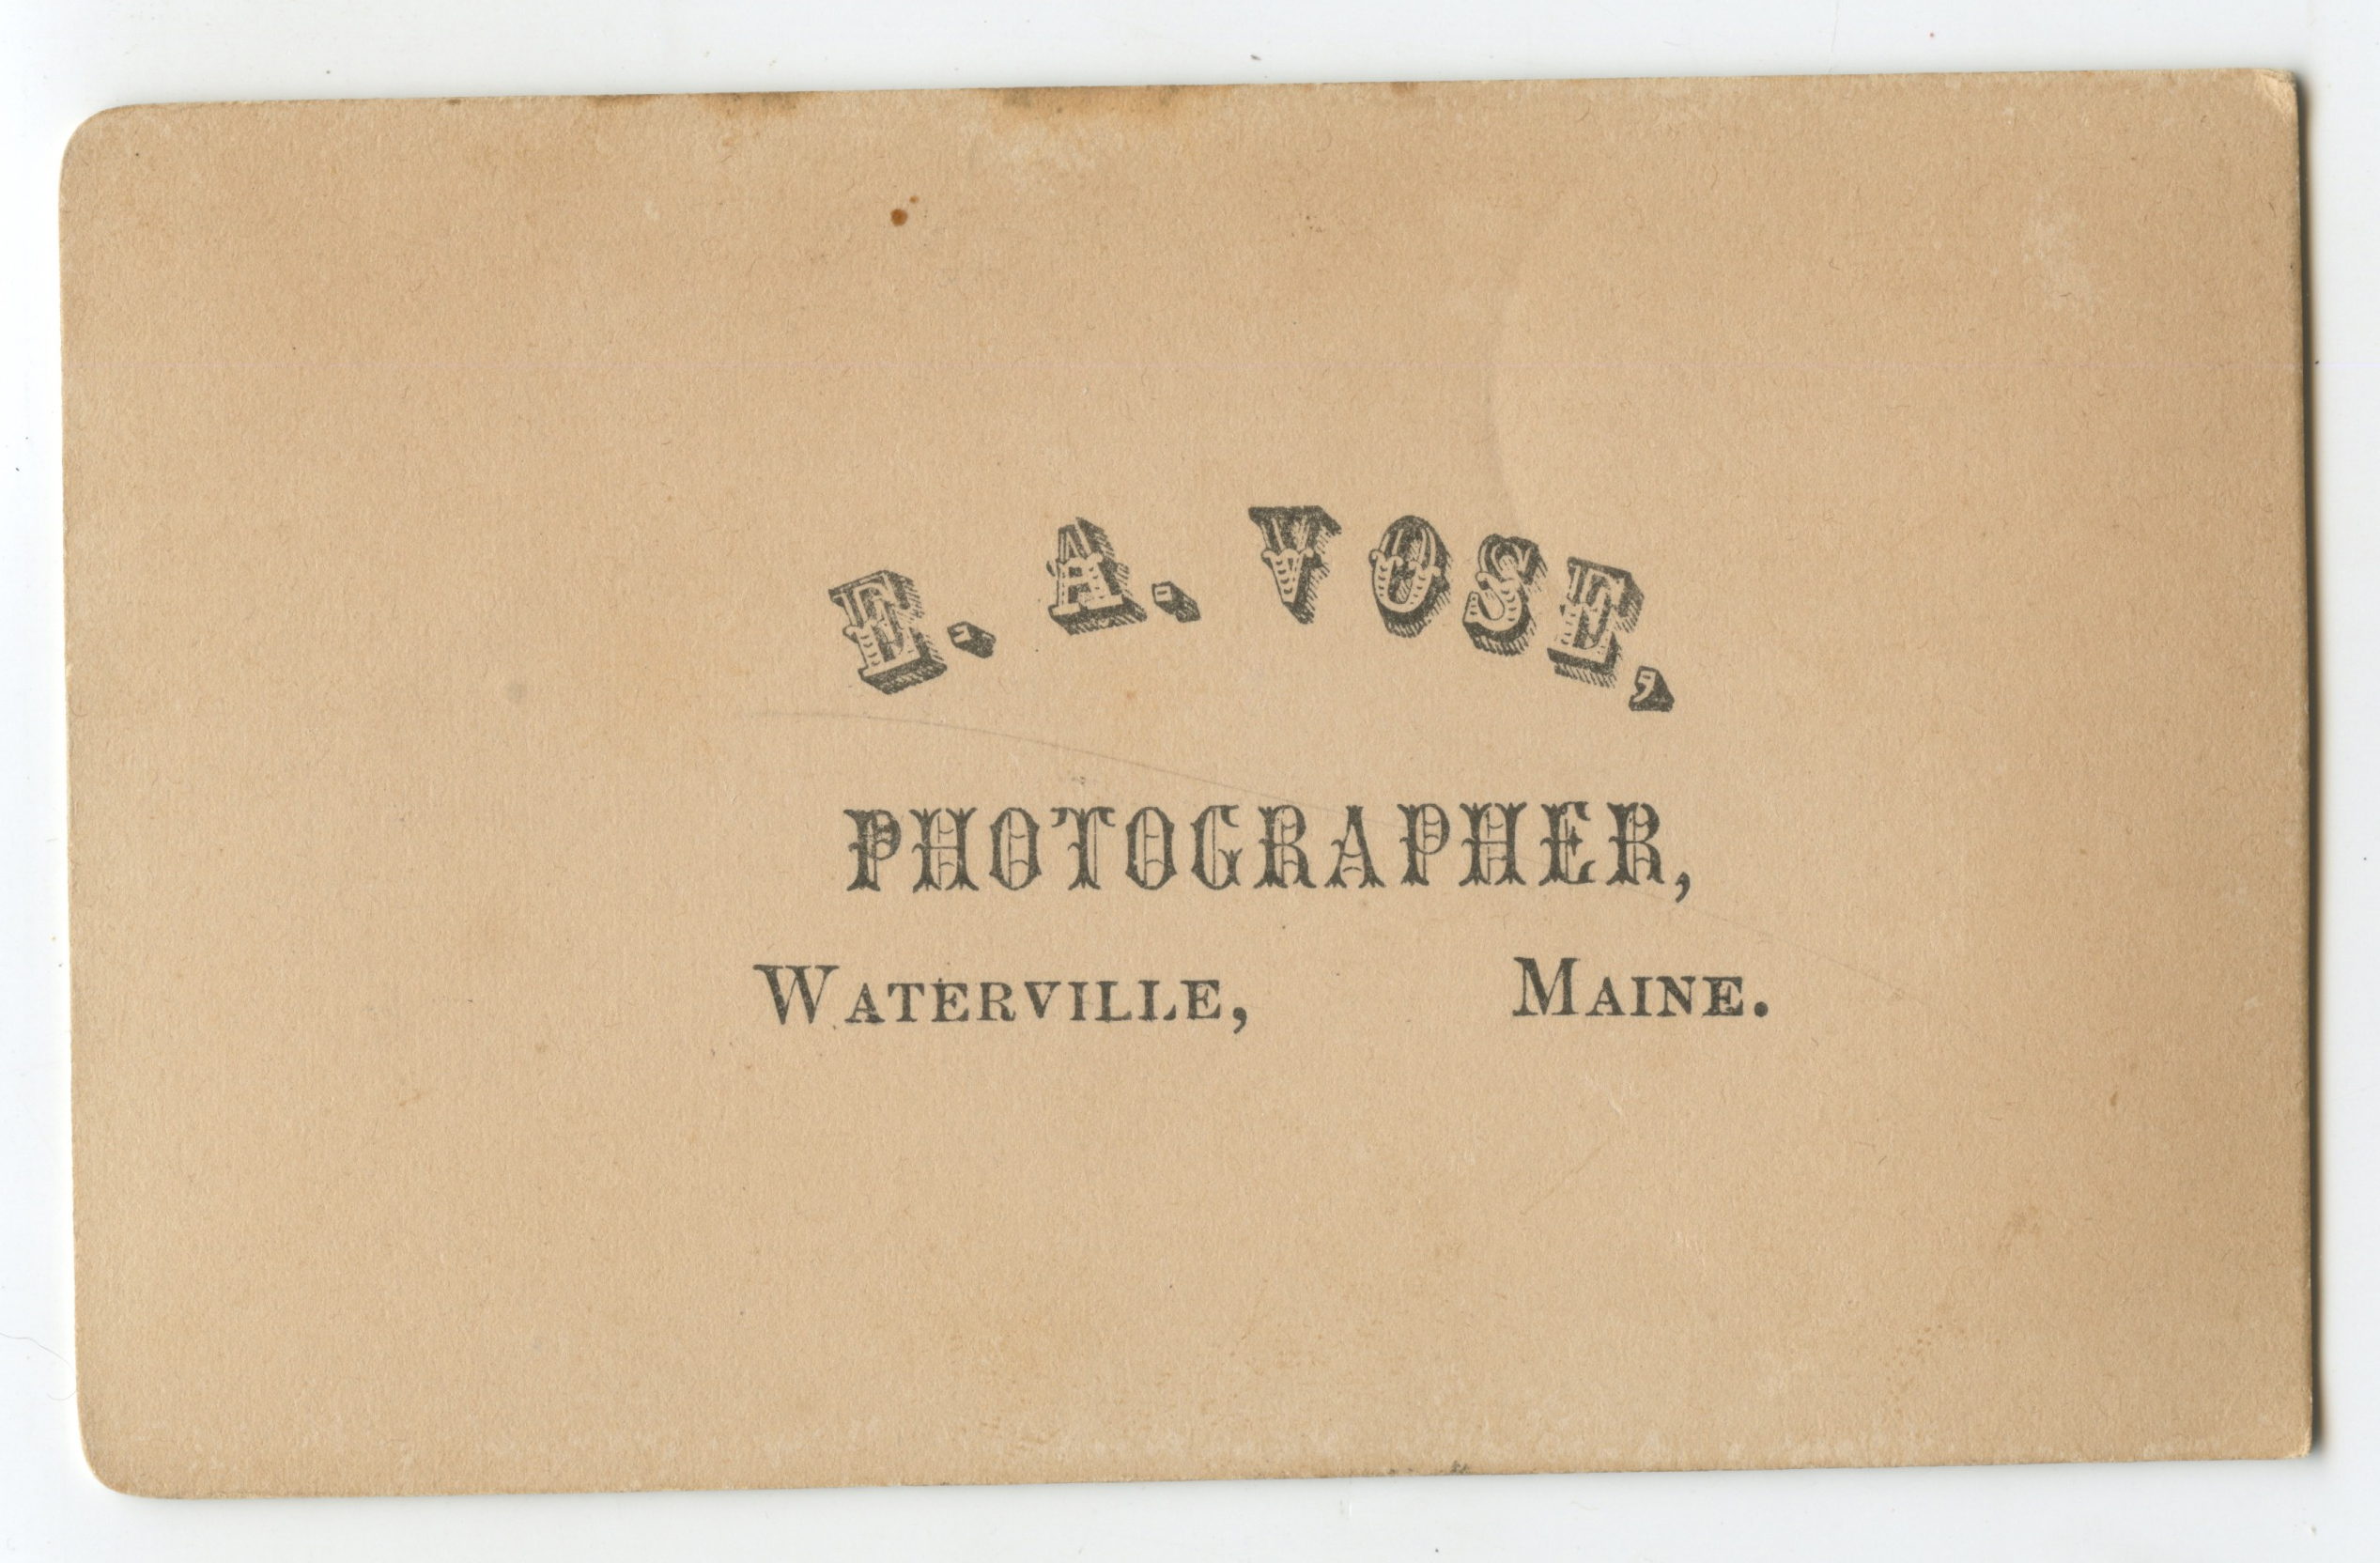 E. A. VOSE,
PHOTOGRAPHER,
WATERVILLE, MAINE.